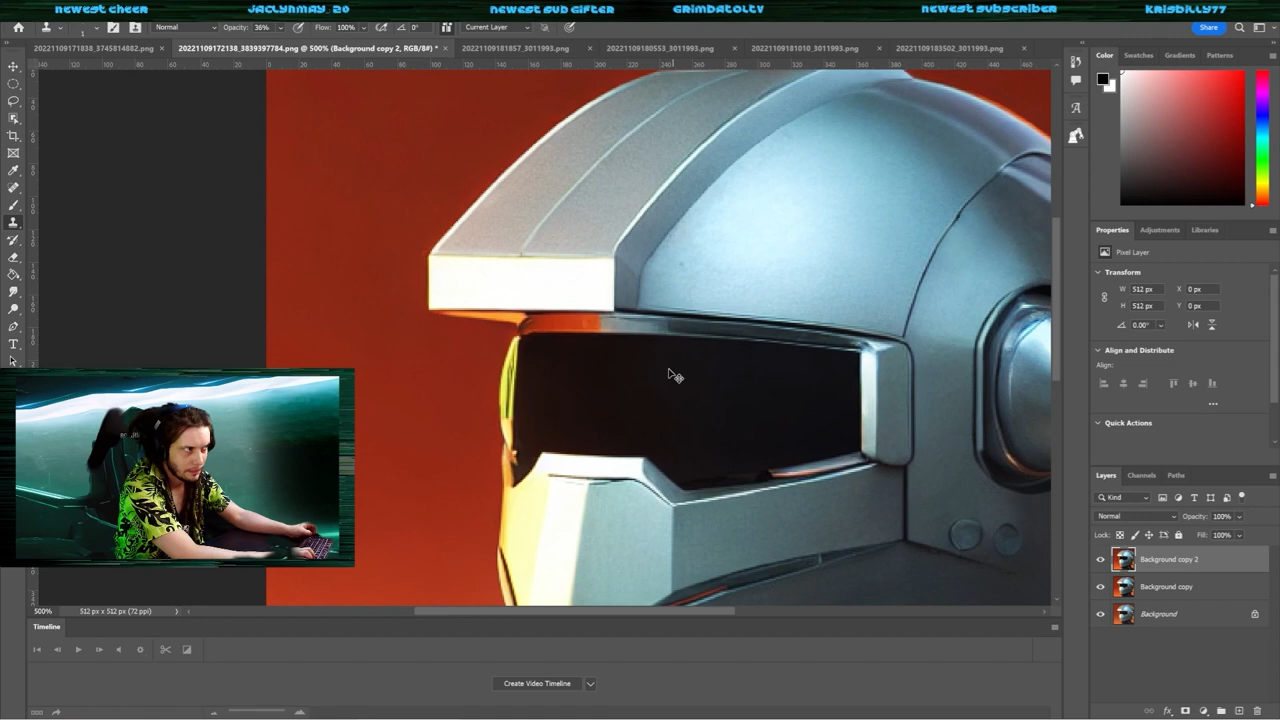 newest cheer
JACLYNMAY_20
newest sub gifter
GRIMBATOLTV
newest subscriber
KRISBILLY77
Normal
Opacity: 36%
Flow: 100%
0°
Current Layer
Share
20221109171838_3745814882.png
20221109172138_3839397784.png @ 500% (Background copy 2, RGB/8#) *
20221109181857_3011993.png
20221109180553_3011993.png
20221109181010_3011993.png
20221109183502_3011993.png
Color
Swatches
Gradients
Patterns
Properties
Adjustments
Libraries
Pixel Layer
Transform
W 512 px
X 0 px
H 512 px
Y 0 px
0.00°
Align and Distribute
Align:
Quick Actions
Layers
Channels
Paths
Kind
Normal
Opacity: 100%
Lock:
Fill: 100%
Background copy 2
Background copy
Background
500%
512 px x 512 px (72 ppi)
Timeline
Create Video Timeline